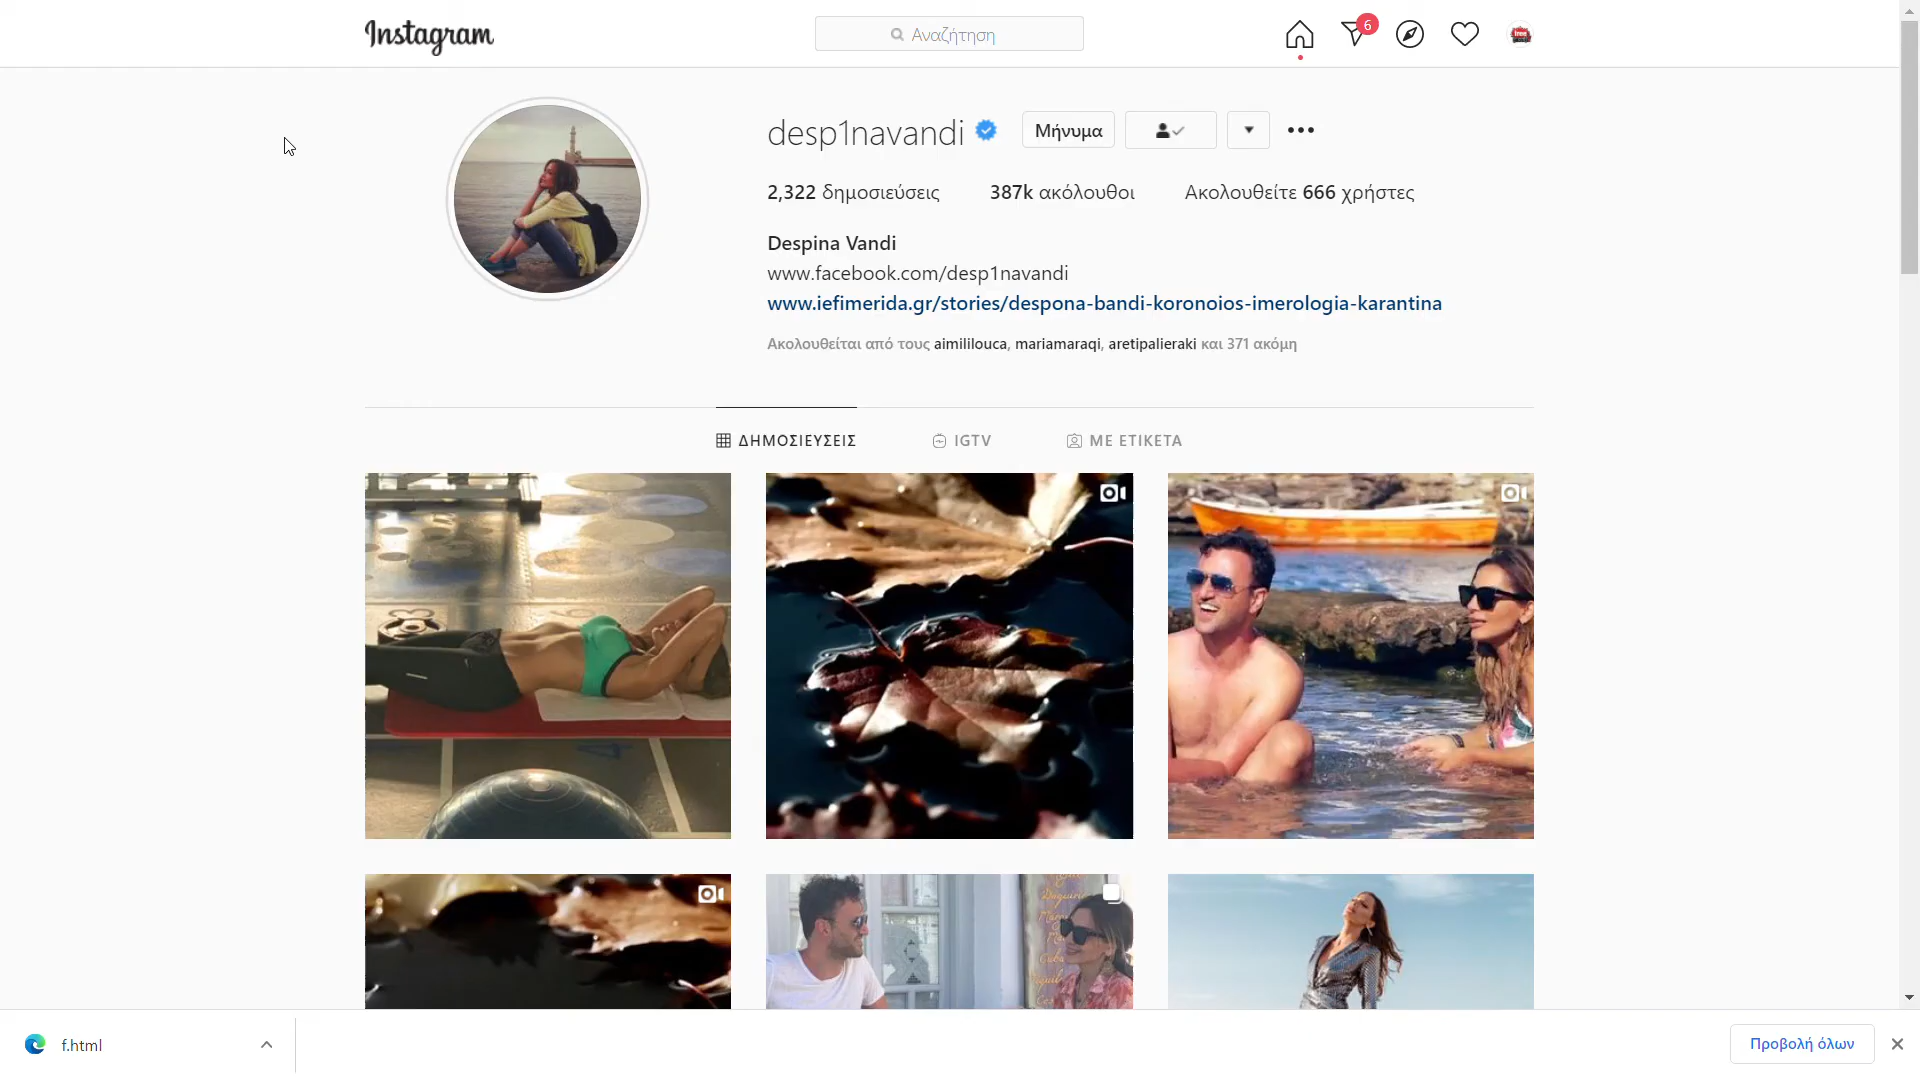 Instagram
Αναζήτηση
6
desp1navandi
Μήνυμα
2,322 δημοσιεύσεις 387k ακόλουθοι Ακολουθείτε 666 χρήστες
Despina Vandi
www.facebook.com/desp1navandi
www.iefimerida.gr/stories/despona-bandi-koronoios-imerologia-karantina
Ακολουθείται από τους aimililouca, mariamaraqi, aretipalieraki και 371 ακόμη
ΔΗΜΟΣΙΕΥΣΕΙΣ IGTV ΜΕ ΕΤΙΚΕΤΑ
f.html
Προβολή όλων